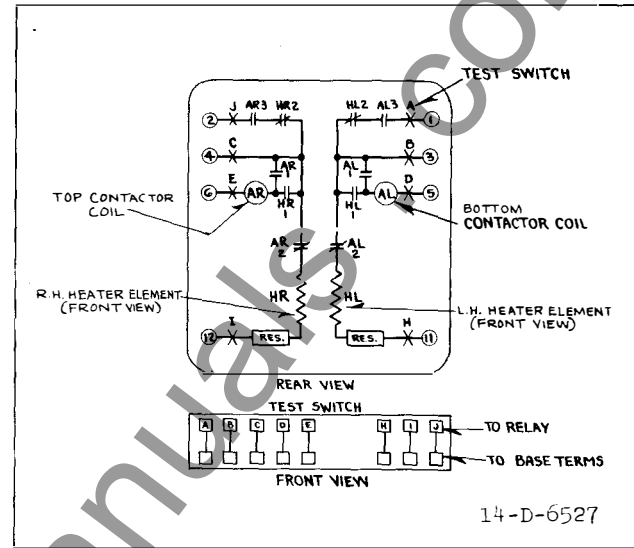 TEST SWITCH
J AR3 HR2 HL2 AL3 A
2 1
C B
4 3
AR 1 AL 1
E D
6 AR HR 1 HL 1 AL 5
TOP CONTACTOR COIL
BOTTOM CONTACTOR COIL
AR 2 AL 2
R.H. HEATER ELEMENT
(FRONT VIEW)
HR HL
L.H. HEATER ELEMENT
(FRONT VIEW)
I H
12 RES. RES. 11
REAR VIEW
TEST SWITCH
A B C D E H I J
TO RELAY
TO BASE TERMS
FRONT VIEW
14-D-6527